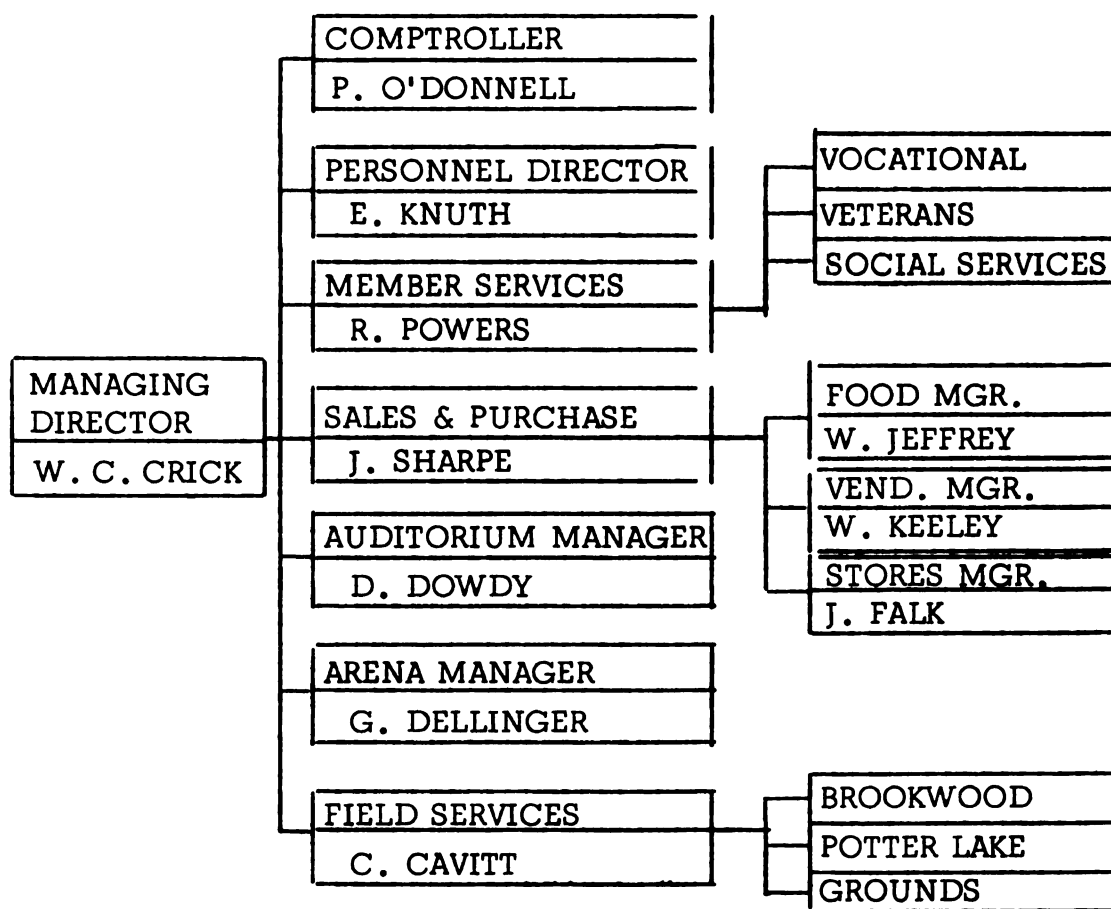 COMPTROLLER
P. O'DONNELL
PERSONNEL DIRECTOR
E. KNUTH
MEMBER SERVICES
R. POWERS
VOCATIONAL
VETERANS
SOCIAL SERVICES
MANAGING
DIRECTOR
W. C. CRICK
SALES & PURCHASE
J. SHARPE
FOOD MGR.
W. JEFFREY
VEND. MGR.
W. KEELEY
STORES MGR.
J. FALK
AUDITORIUM MANAGER
D. DOWDY
ARENA MANAGER
G. DELLINGER
FIELD SERVICES
C. CAVITT
BROOKWOOD
POTTER LAKE
GROUNDS